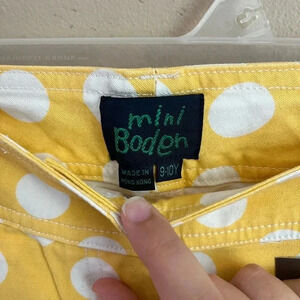 mini
Boden
MADE IN
HONG KONG
9-10Y